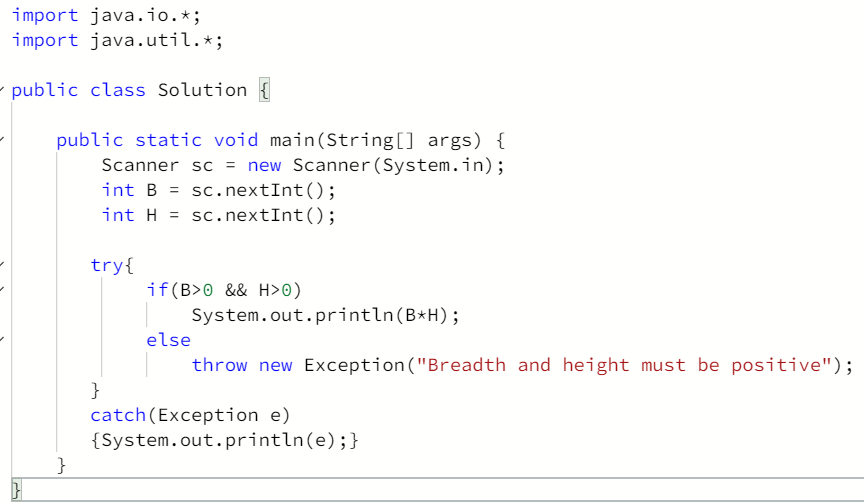 import java.io.*;
import java.util.*;
public class Solution {
public static void main(String[] args) {
Scanner sc = new Scanner(System.in);
int B = sc.nextInt();
int H = sc.nextInt();
try{
if(B>0 && H>0)
System.out.println(B*H);
else
throw new Exception("Breadth and height must be positive");
}
catch(Exception e)
{System.out.println(e);}
}
}